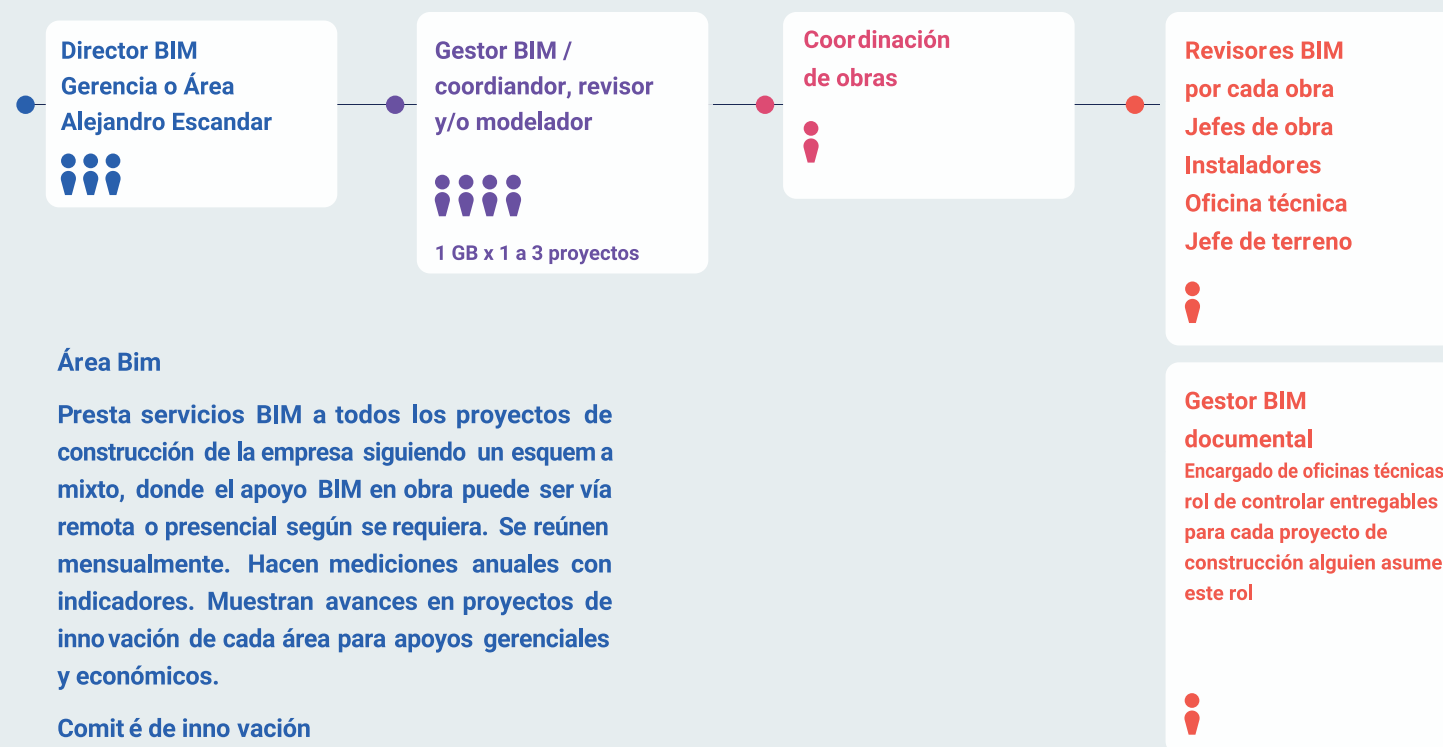 Director BIM
Gerencia o Área
Alejandro Escandar
Gestor BIM /
coordiandor, revisor
y/o modelador
1 GB x 1 a 3 proyectos
Coordinación
de obras
Revisores BIM
por cada obra
Jefes de obra
Instaladores
Oficina técnica
Jefe de terreno
Gestor BIM
documental
Encargado de oficinas técnicas
rol de controlar entregables
para cada proyecto de
construcción alguien asume
este rol
Área Bim
Presta servicios BIM a todos los proyectos de
construcción de la empresa siguiendo un esquema
mixto, donde el apoyo BIM en obra puede ser vía
remota o presencial según se requiera. Se reúnen
mensualmente. Hacen mediciones anuales con
indicadores. Muestran avances en proyectos de
innovación de cada área para apoyos gerenciales
y económicos.
Comité de innovación